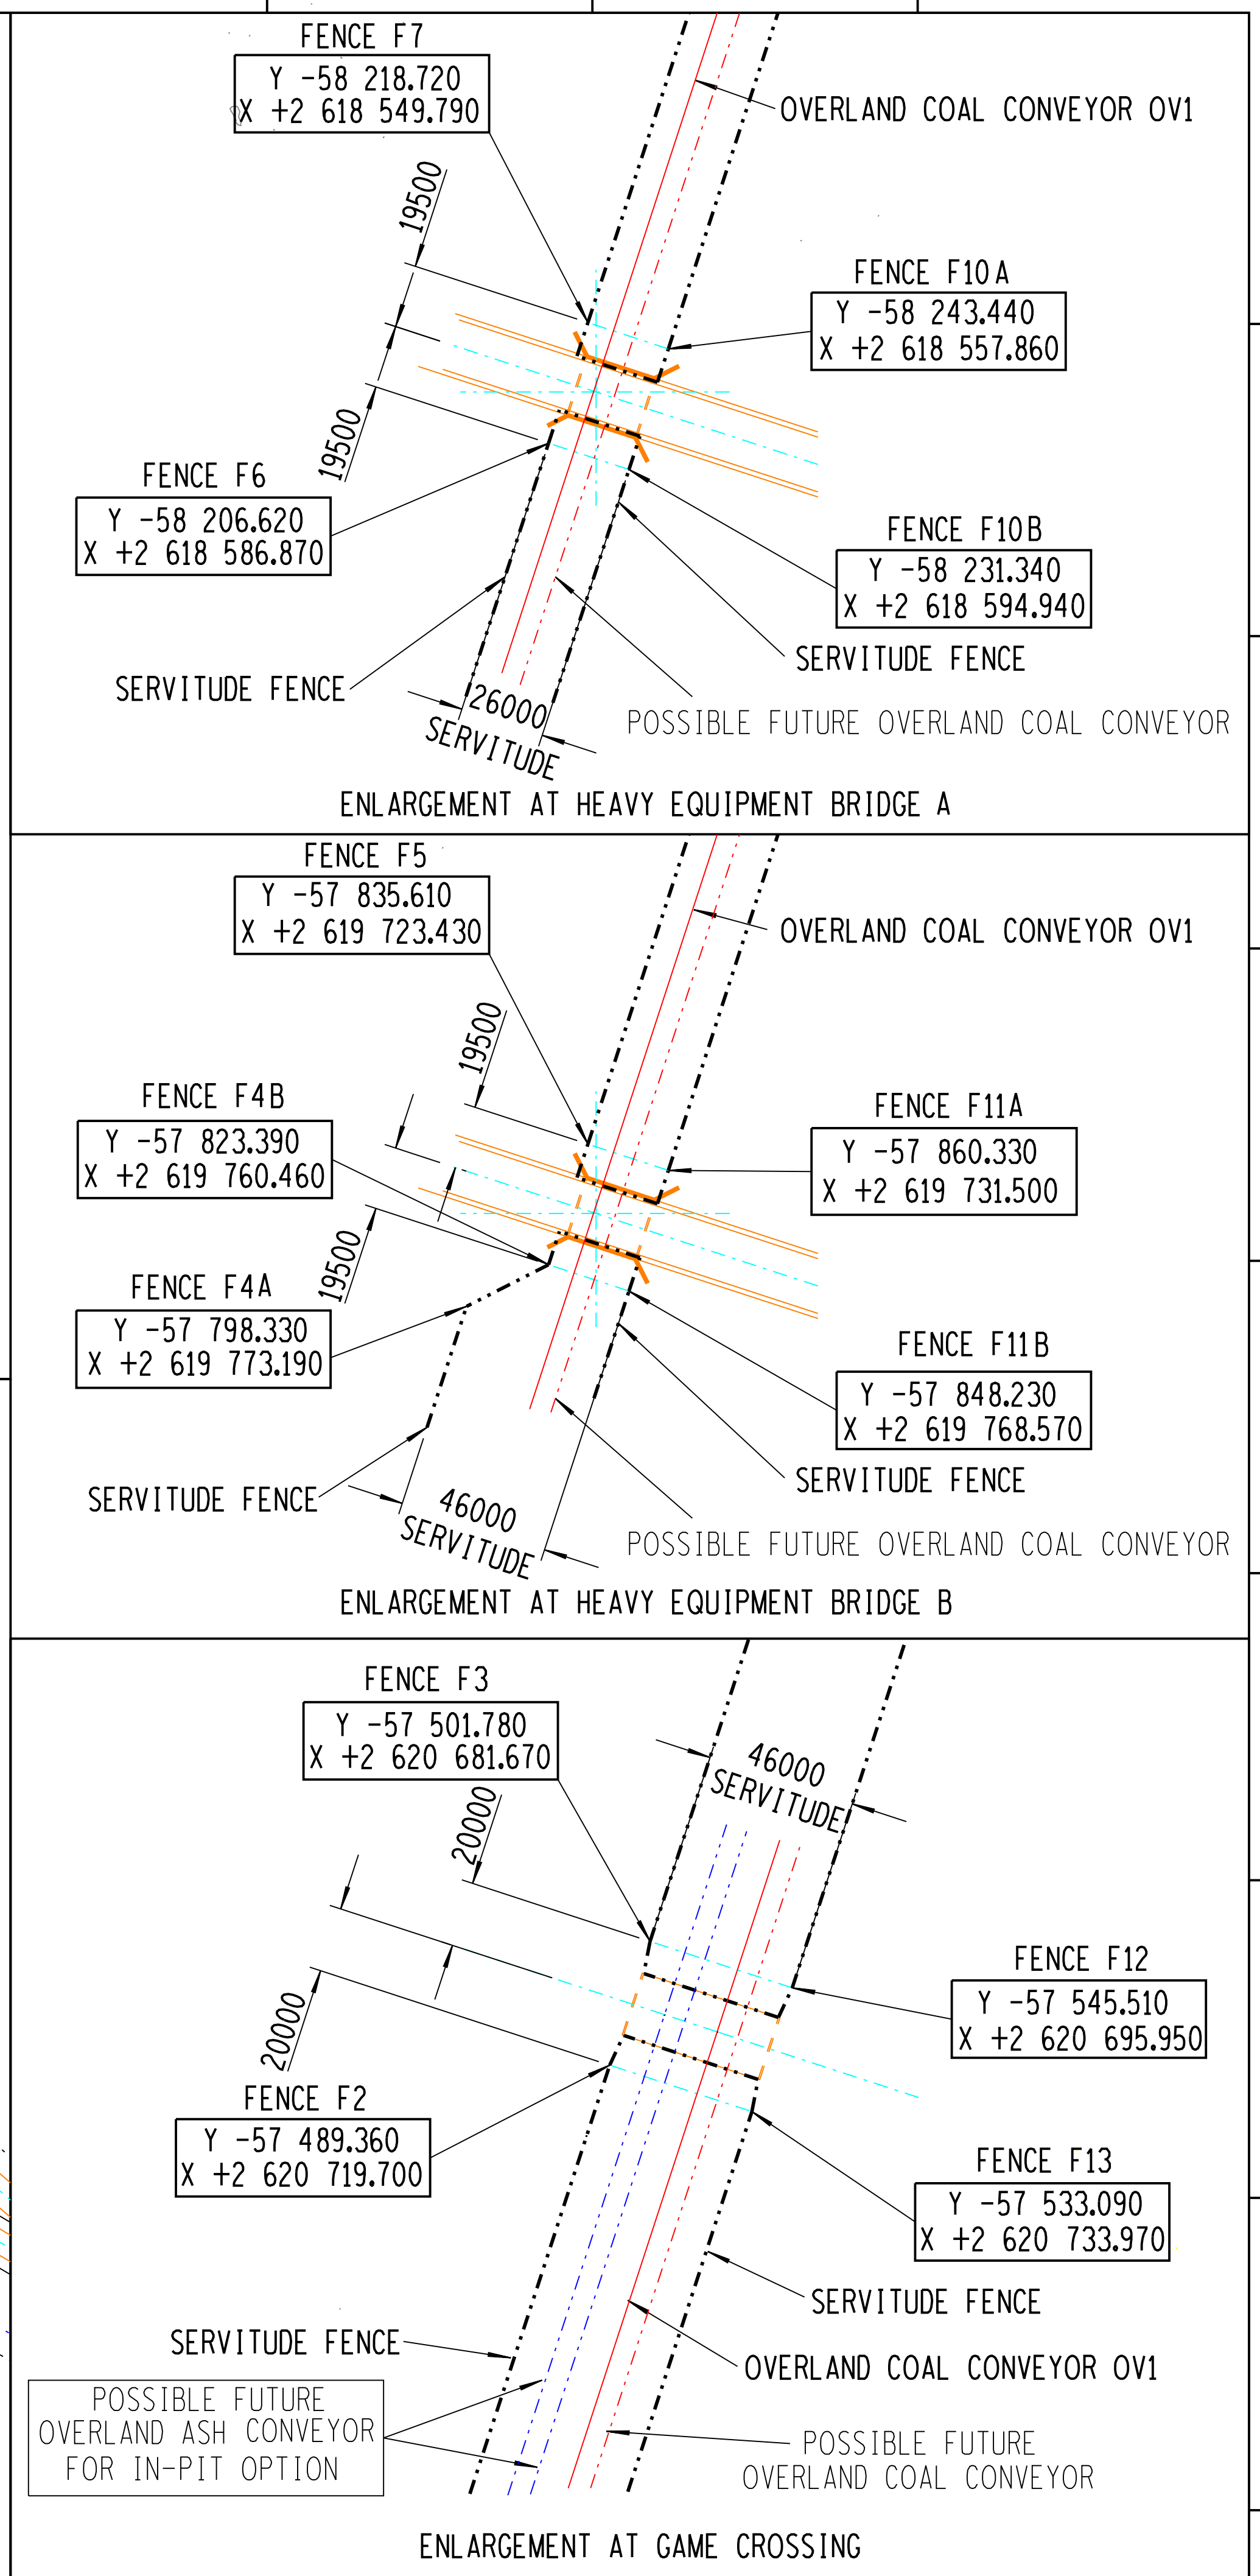 FENCE F7
Y -58 218.720
X +2 618 549.790
OVERLAND COAL CONVEYOR OV1
19500
FENCE F10A
Y -58 243.440
X +2 618 557.860
19500
FENCE F6
Y -58 206.620
X +2 618 586.870
FENCE F10B
Y -58 231.340
X +2 618 594.940
SERVITUDE FENCE
SERVITUDE FENCE
26000
SERVITUDE
POSSIBLE FUTURE OVERLAND COAL CONVEYOR
ENLARGEMENT AT HEAVY EQUIPMENT BRIDGE A
FENCE F5
Y -57 835.610
X +2 619 723.430
OVERLAND COAL CONVEYOR OV1
19500
FENCE F4B
Y -57 823.390
X +2 619 760.460
FENCE F11A
Y -57 860.330
X +2 619 731.500
19500
FENCE F4A
Y -57 798.330
X +2 619 773.190
FENCE F11B
Y -57 848.230
X +2 619 768.570
SERVITUDE FENCE
SERVITUDE FENCE
46000
SERVITUDE
POSSIBLE FUTURE OVERLAND COAL CONVEYOR
ENLARGEMENT AT HEAVY EQUIPMENT BRIDGE B
FENCE F3
Y -57 501.780
X +2 620 681.670
46000
SERVITUDE
20000
FENCE F12
Y -57 545.510
X +2 620 695.950
20000
FENCE F2
Y -57 489.360
X +2 620 719.700
FENCE F13
Y -57 533.090
X +2 620 733.970
SERVITUDE FENCE
SERVITUDE FENCE
OVERLAND COAL CONVEYOR OV1
POSSIBLE FUTURE
OVERLAND ASH CONVEYOR
FOR IN-PIT OPTION
POSSIBLE FUTURE
OVERLAND COAL CONVEYOR
ENLARGEMENT AT GAME CROSSING